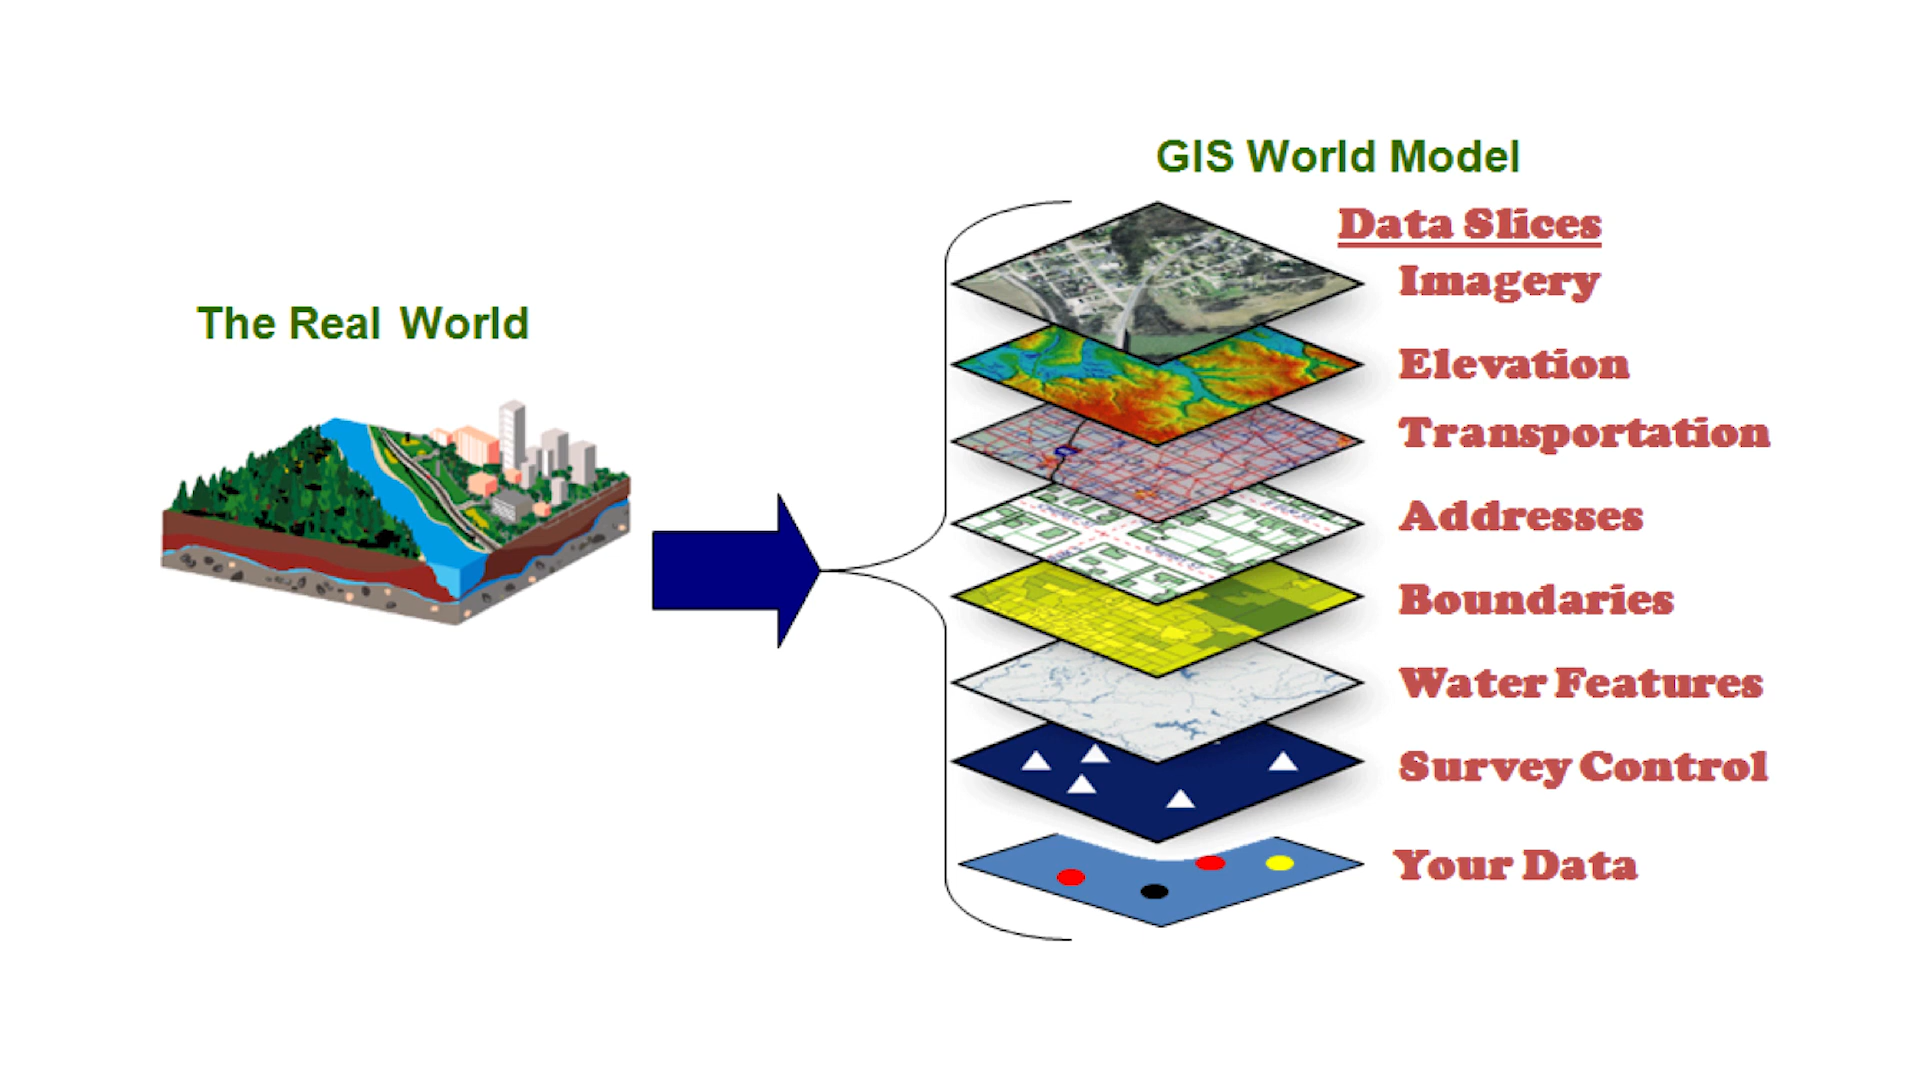 GIS World Model
Data Slices
Imagery
The Real World
Elevation
Transportation
Addresses
Boundaries
Water Features
Survey Control
Your Data